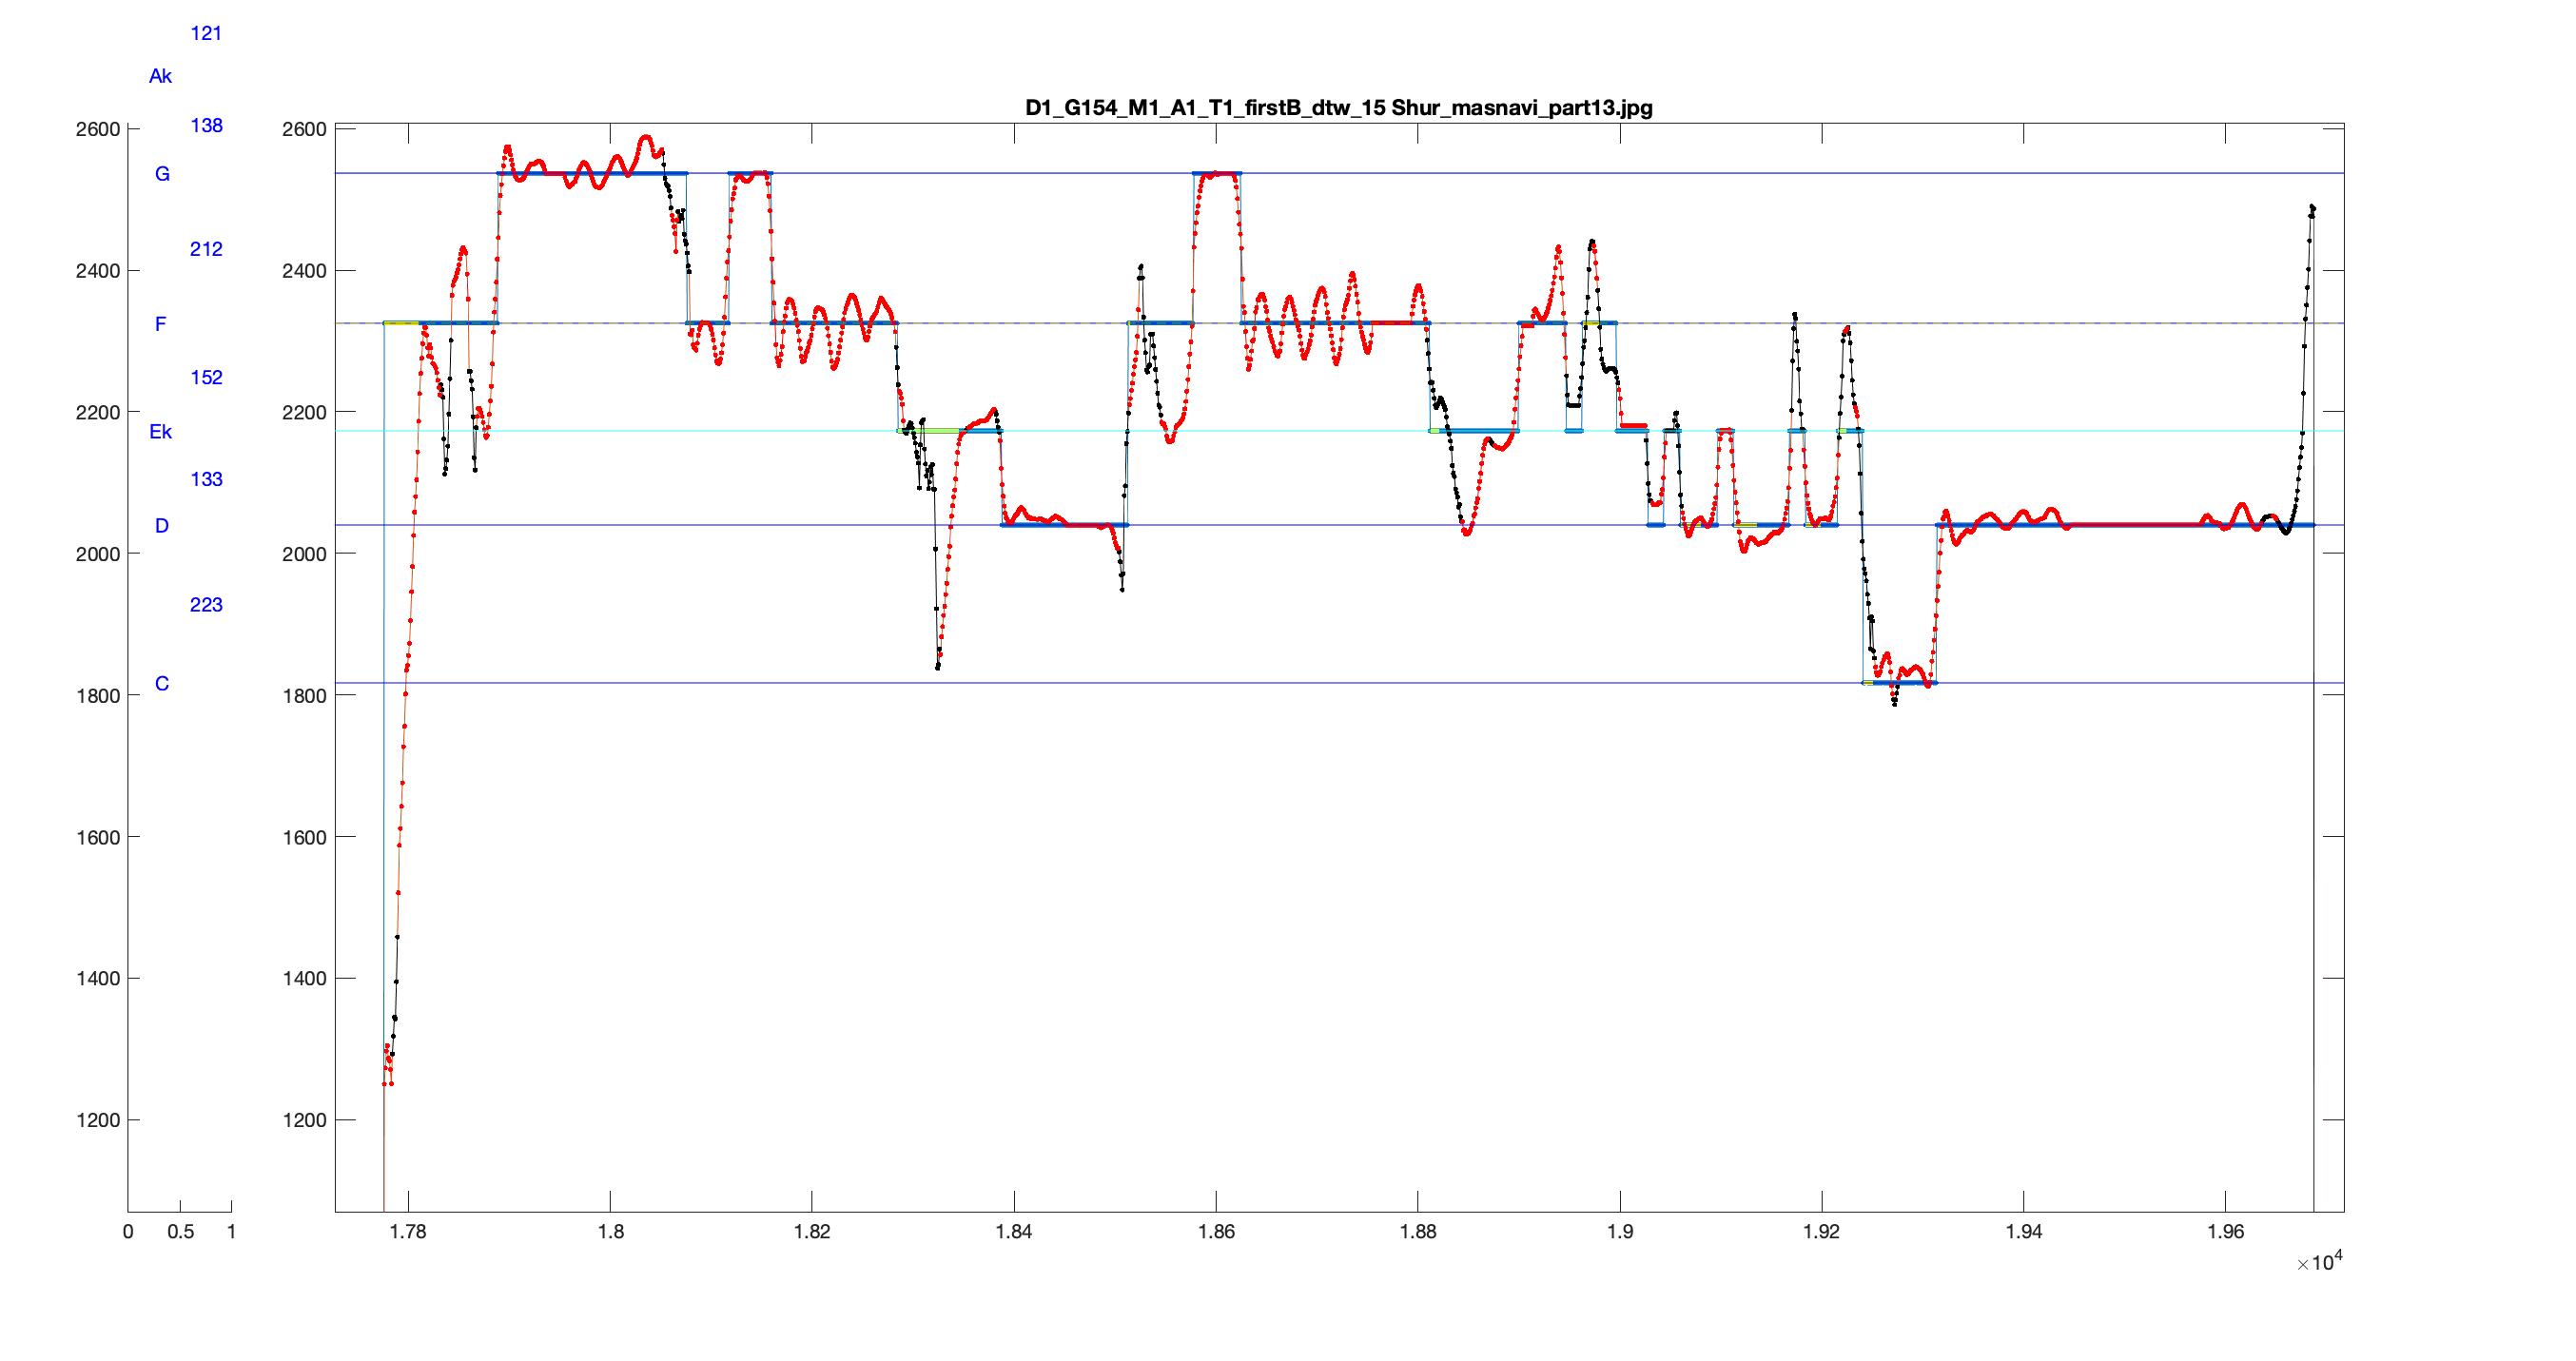 121
Ak
D1_G154_M1_A1_T1_firstB_dtw_15 Shur_masnavi_part13.jpg
2600 138 2600
G
212
2400 2400
F
152
2200 2200
Ek
133
D
2000 2000
223
C
1800 1800
1600 1600
1400 1400
1200 1200
0 0.5 1 1.78 1.8 1.82 1.84 1.86 1.88 1.9 1.92 1.94 1.96
×10^4